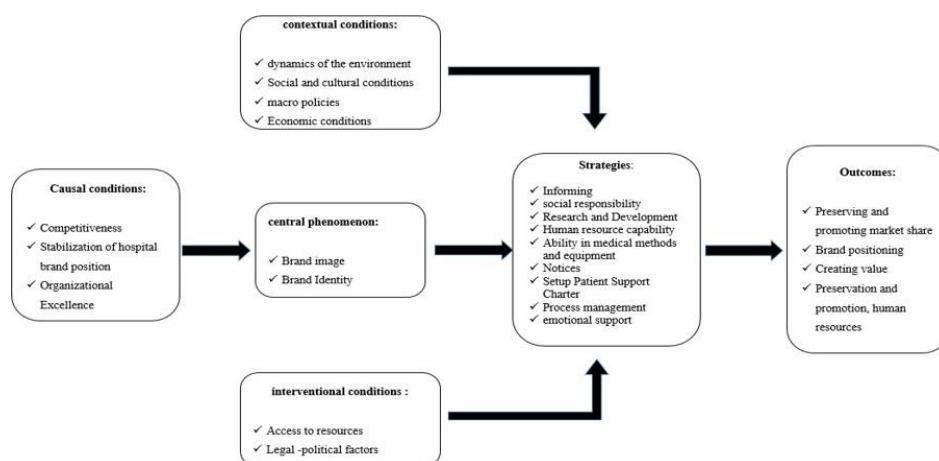 contextual conditions:
✓ dynamics of the environment
✓ Social and cultural conditions
✓ macro policies
✓ Economic conditions
Causal conditions:
✓ Competitiveness
✓ Stabilization of hospital
brand position
✓ Organizational
Excellence
central phenomenon:
✓ Brand image
✓ Brand Identity
interventional conditions :
✓ Access to resources
✓ Legal -political factors
Strategies:
✓ Informing
✓ social responsibility
✓ Research and Development
✓ Human resource capability
✓ Ability in medical methods
and equipment
✓ Notices
✓ Setup Patient Support
Charter
✓ Process management
✓ emotional support
Outcomes:
✓ Preserving and
promoting market share
✓ Brand positioning
✓ Creating value
✓ Preservation and
promotion, human
resources